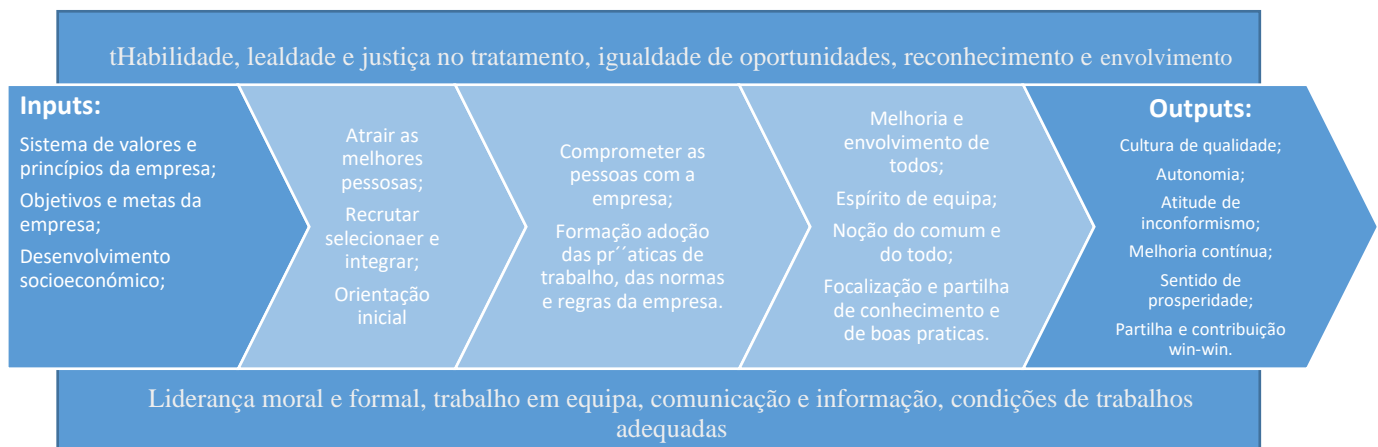 tHabilidade, lealdade e justiça no tratamento, igualdade de oportunidades, reconhecimento e envolvimento
Inputs:
Sistema de valores e
princípios da empresa;
Objetivos e metas da
empresa;
Desenvolvimento
socioeconómico;
Atrair as
melhores
pessosas;
Recrutar
selecionaer e
integrar;
Orientação
inicial
Comprometer as
pessoas com a
empresa;
Formação adoção
das pr´´aticas de
trabalho, das normas
e regras da empresa.
Melhoria e
envolvimento de
todos;
Espírito de equipa;
Noção do comum e
do todo;
Focalização e partilha
de conhecimento e
de boas praticas.
Outputs:
Cultura de qualidade;
Autonomia;
Atitude de
inconformismo;
Melhoria contínua;
Sentido de
prosperidade;
Partilha e contribuição
win-win.
Liderança moral e formal, trabalho em equipa, comunicação e informação, condições de trabalhos
adequadas